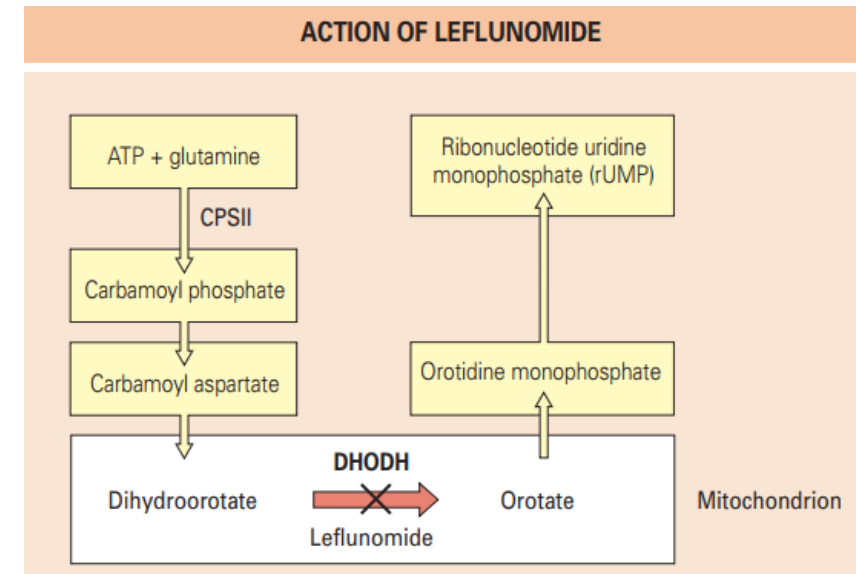 ACTION OF LEFLUNOMIDE
ATP + glutamine
CPSII
Carbamoyl phosphate
Carbamoyl aspartate
Ribonucleotide uridine
monophosphate (rUMP)
Orotidine monophosphate
DHODH
Dihydroorotate
Orotate
Leflunomide
Mitochondrion